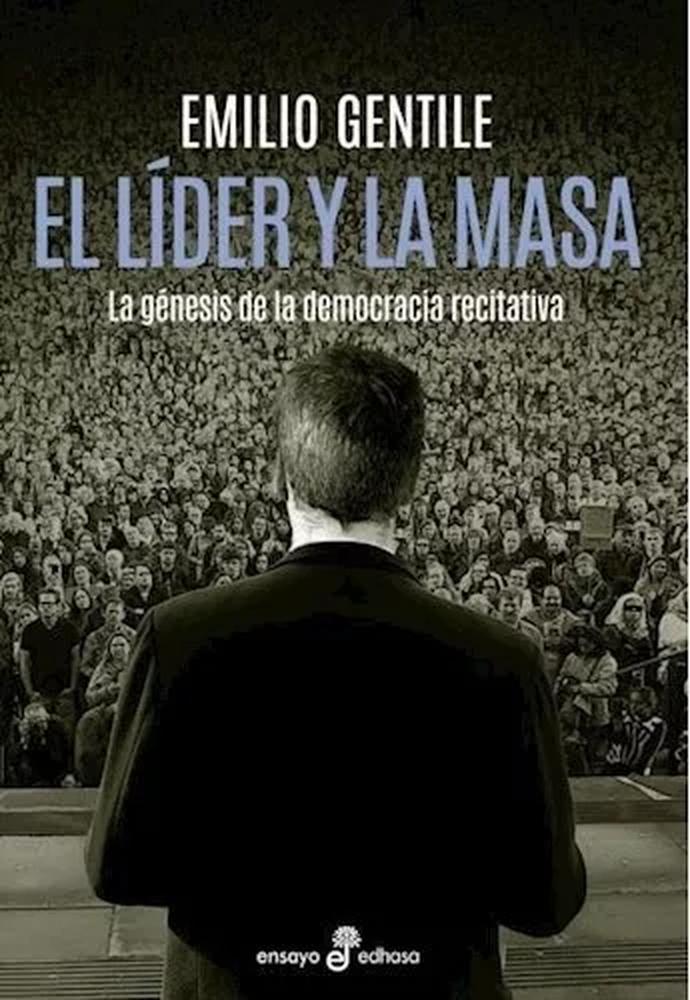 EMILIO GENTILE
EL LÍDER Y LA MASA
La génesis de la democracia recitativa
ensayo edhasa